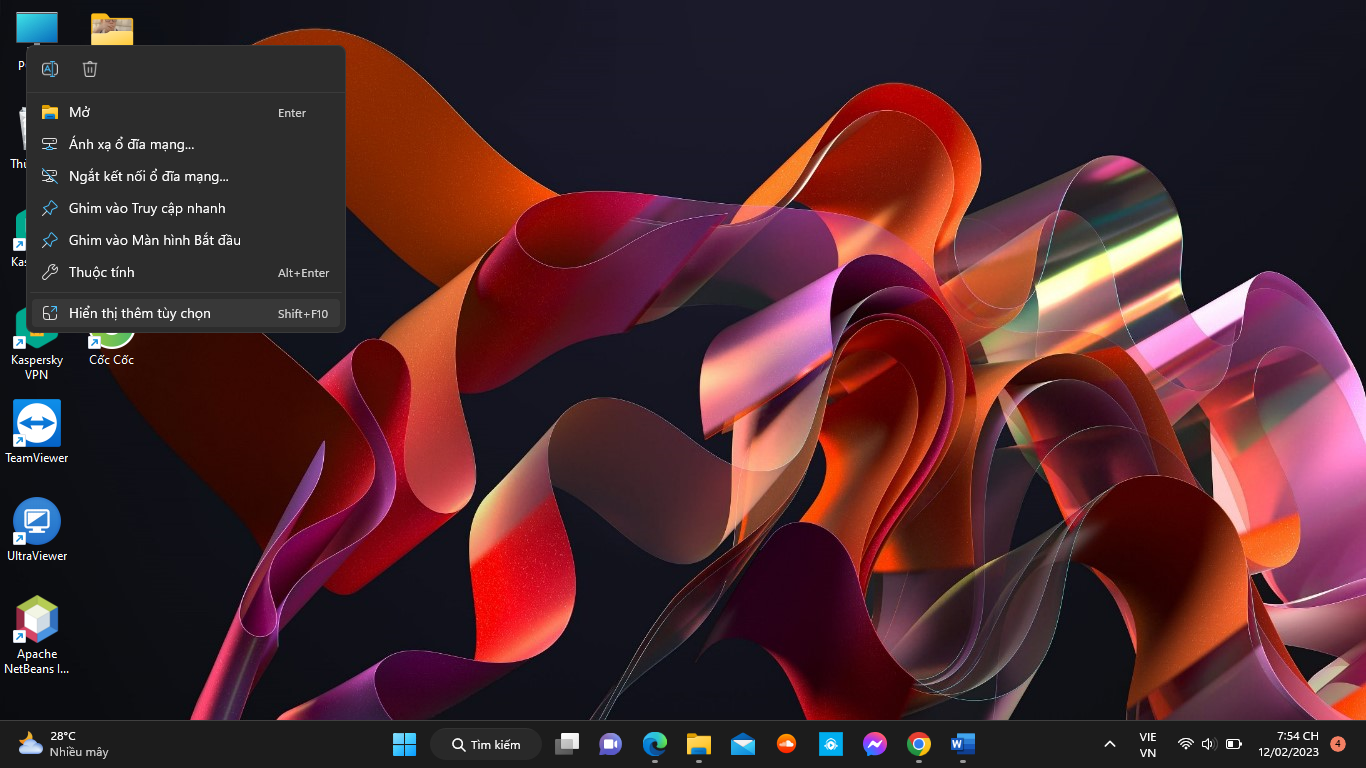 Mở Enter
Ánh xạ ổ đĩa mạng...
Ngắt kết nối ổ đĩa mạng...
Ghim vào Truy cập nhanh
Ghim vào Màn hình Bắt đầu
Thuộc tính Alt+Enter
Hiển thị thêm tùy chọn Shift+F10
Kaspersky
VPN
Cốc Cốc
TeamViewer
UltraViewer
Apache
NetBeans I...
28°C
Nhiều mây
Tìm kiếm
VIE
VN
7:54 CH
12/02/2023
4